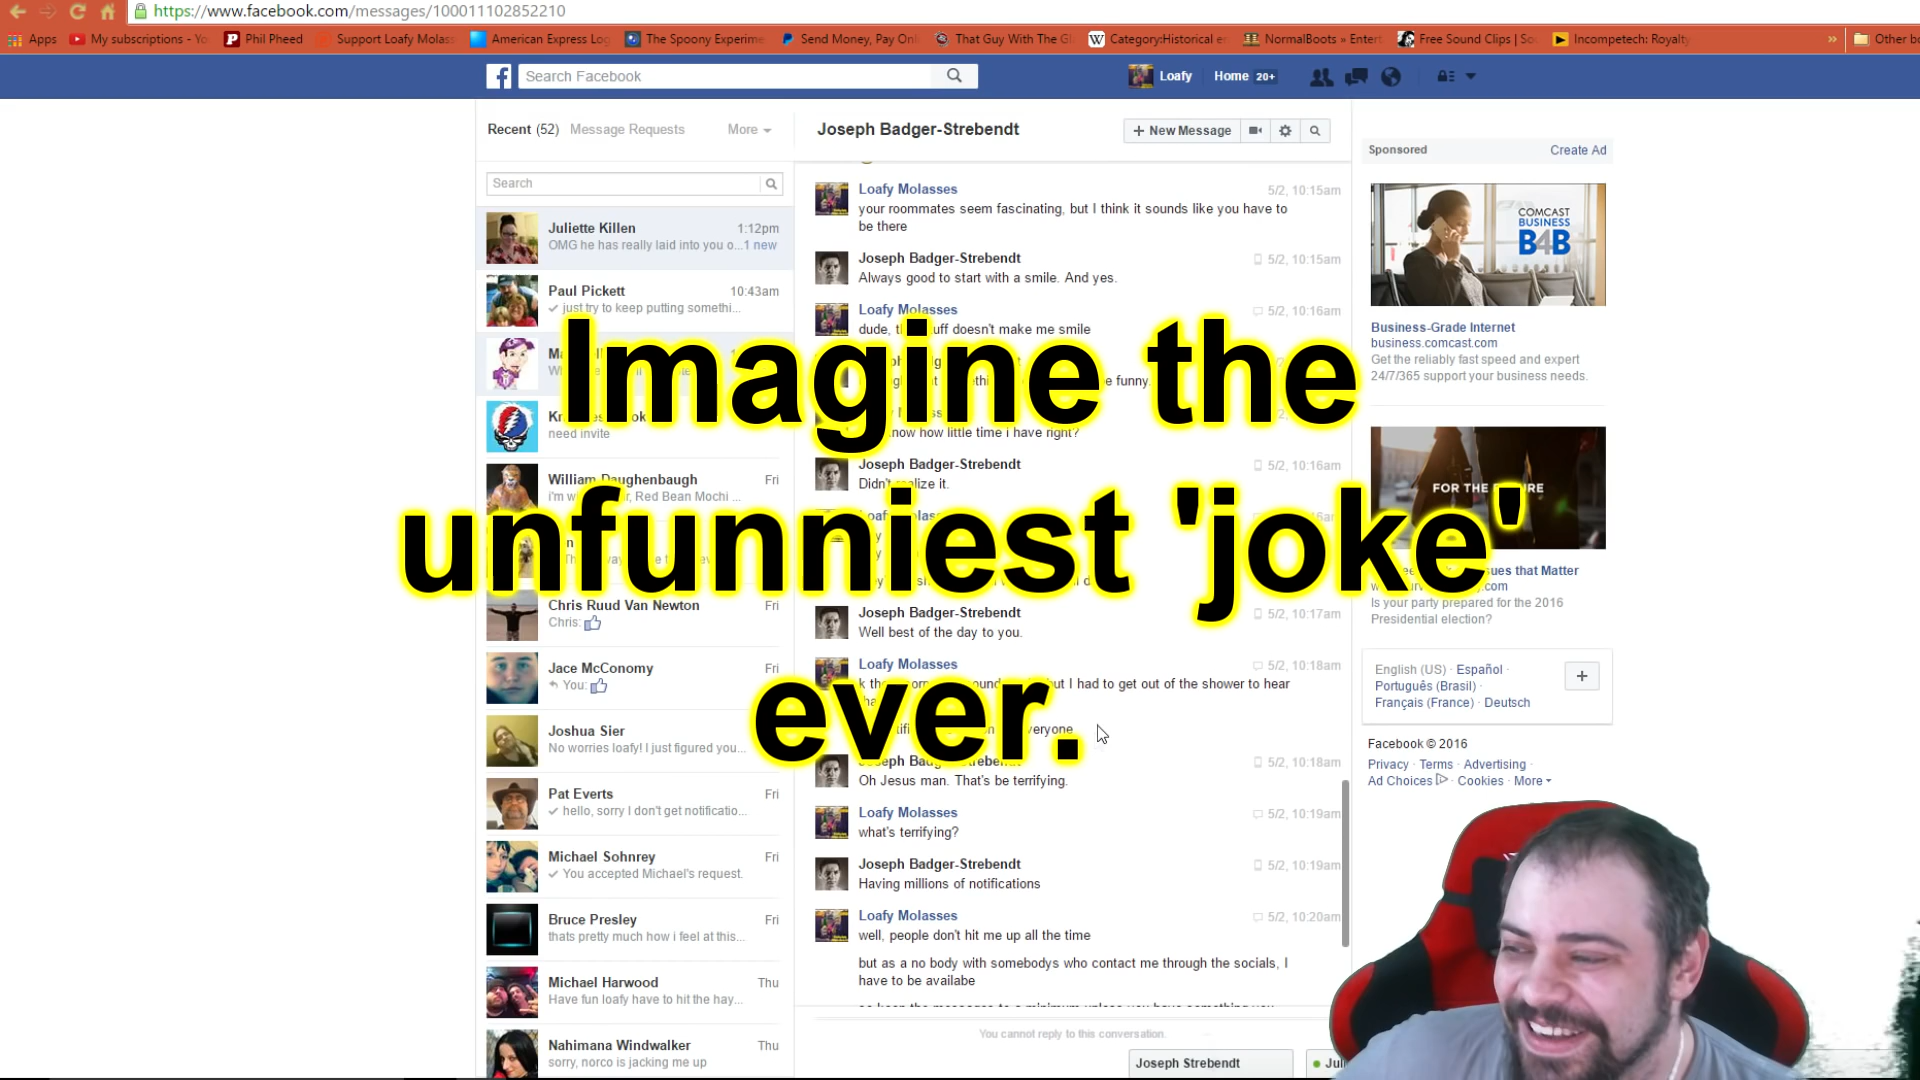 https://www.facebook.com/messages/100011102852210
Apps My subscriptions - Yo Phil Pheed Support Loafy Molass American Express Log The Spoony Experime Send Money, Pay Onl That Guy With The Gl Category:Historical e NormalBoots » Entert Free Sound Clips | So Incompetech: Royalty » Other bo
Search Facebook
Loafy Home 20+
Recent (52) Message Requests More
Joseph Badger-Strebendt
+ New Message
Search
Juliette Killen 1:12pm
OMG he has really laid into you o... 1 new
Paul Pickett 10:43am
just try to keep putting somethi...
need invite
William Daughenbaugh Fri
Red Bean Mochi ...
Chris Ruud Van Newton Fri
Chris:
Jace McConomy Fri
You:
Joshua Sier Fri
No worries loafy! I just figured you...
Pat Everts Fri
hello, sorry I don't get notificatio...
Michael Sohnrey Fri
You accepted Michael's request.
Bruce Presley Fri
thats pretty much how i feel at this...
Michael Harwood Thu
Have fun loafy have to hit the hay...
Nahimana Windwalker Thu
sorry, norco is jacking me up
Loafy Molasses 5/2, 10:15am
your roommates seem fascinating, but I think it sounds like you have to
be there
Joseph Badger-Strebendt 5/2, 10:15am
Always good to start with a smile. And yes.
Loafy Molasses 5/2, 10:16am
dude, doesn't make me smile
be funny.
how little time i have right?
Joseph Badger-Strebendt 5/2, 10:16am
Didn't realize it.
Joseph Badger-Strebendt 5/2, 10:17am
Well best of the day to you.
Loafy Molasses 5/2, 10:18am
but I had to get out of the shower to hear
everyone
Joseph Badger-Strebendt 5/2, 10:18am
Oh Jesus man. That's be terrifying.
Loafy Molasses 5/2, 10:19am
what's terrifying?
Joseph Badger-Strebendt 5/2, 10:19am
Having millions of notifications
Loafy Molasses 5/2, 10:20am
well, people don't hit me up all the time
but as a no body with somebodys who contact me through the socials, I
have to be availabe
You cannot reply to this conversation.
Joseph Strebendt
Imagine the
unfunniest 'joke'
ever.
Sponsored Create Ad
COMCAST
BUSINESS
B4B
Business-Grade Internet
business.comcast.com
Get the reliably fast speed and expert
24/7/365 support your business needs.
FOR THE
that Matter
Is your party prepared for the 2016
Presidential election?
English (US) · Español ·
Português (Brasil) ·
Français (France) · Deutsch
+
Facebook © 2016
Privacy · Terms · Advertising ·
Ad Choices · Cookies · More